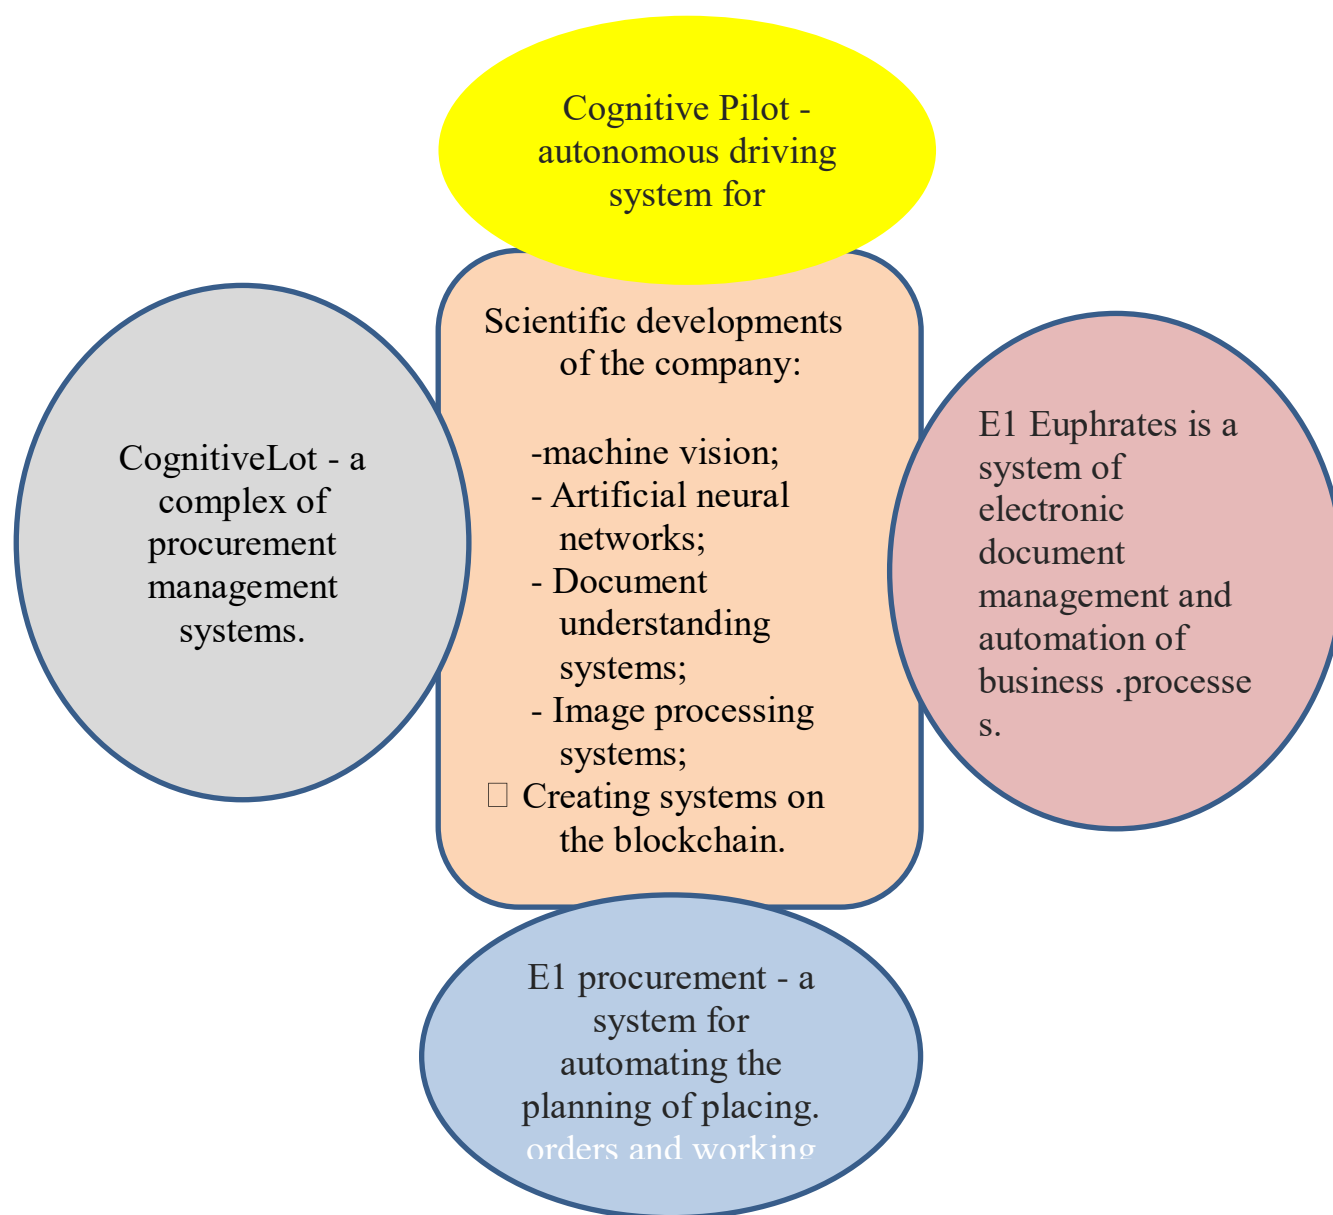 Cognitive Pilot -
autonomous driving
system for
Scientific developments
of the company:
-machine vision;
- Artificial neural
networks;
- Document
understanding
systems;
- Image processing
systems;
Creating systems on
the blockchain.
CognitiveLot - a
complex of
procurement
management
systems.
E1 Euphrates is a
system of
electronic
document
management and
automation of
business .processe
s.
E1 procurement - a
system for
automating the
planning of placing.
orders and working